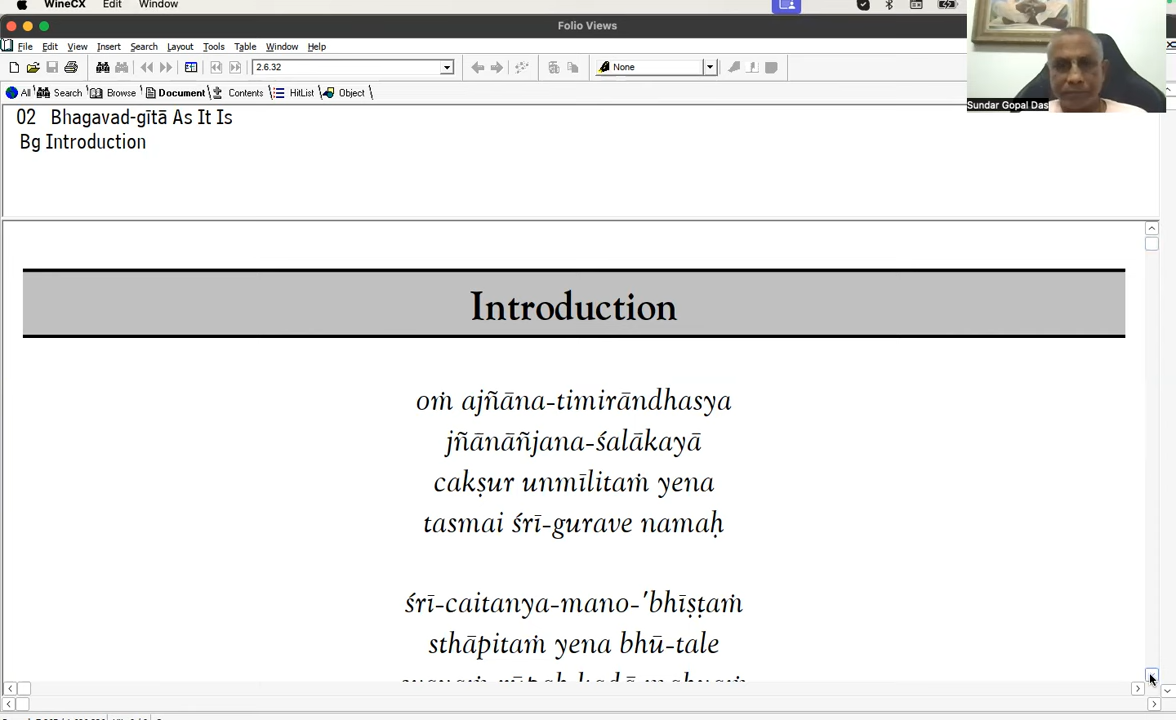 WineCX Edit Window
Folio Views
File Edit View Insert Search Layout Tools Table Window Help
2.6.32 None
All Search Browse Document Contents HitList Object
Sundar Gopal Das
02 Bhagavad-gītā As It Is
Bg Introduction
Introduction
oṁ ajñāna-timirāndhasya
jñānāñjana-śalākayā
cakṣur unmīlitaṁ yena
tasmai śrī-gurave namaḥ
śrī-caitanya-mano-'bhīṣṭaṁ
sthāpitaṁ yena bhū-tale